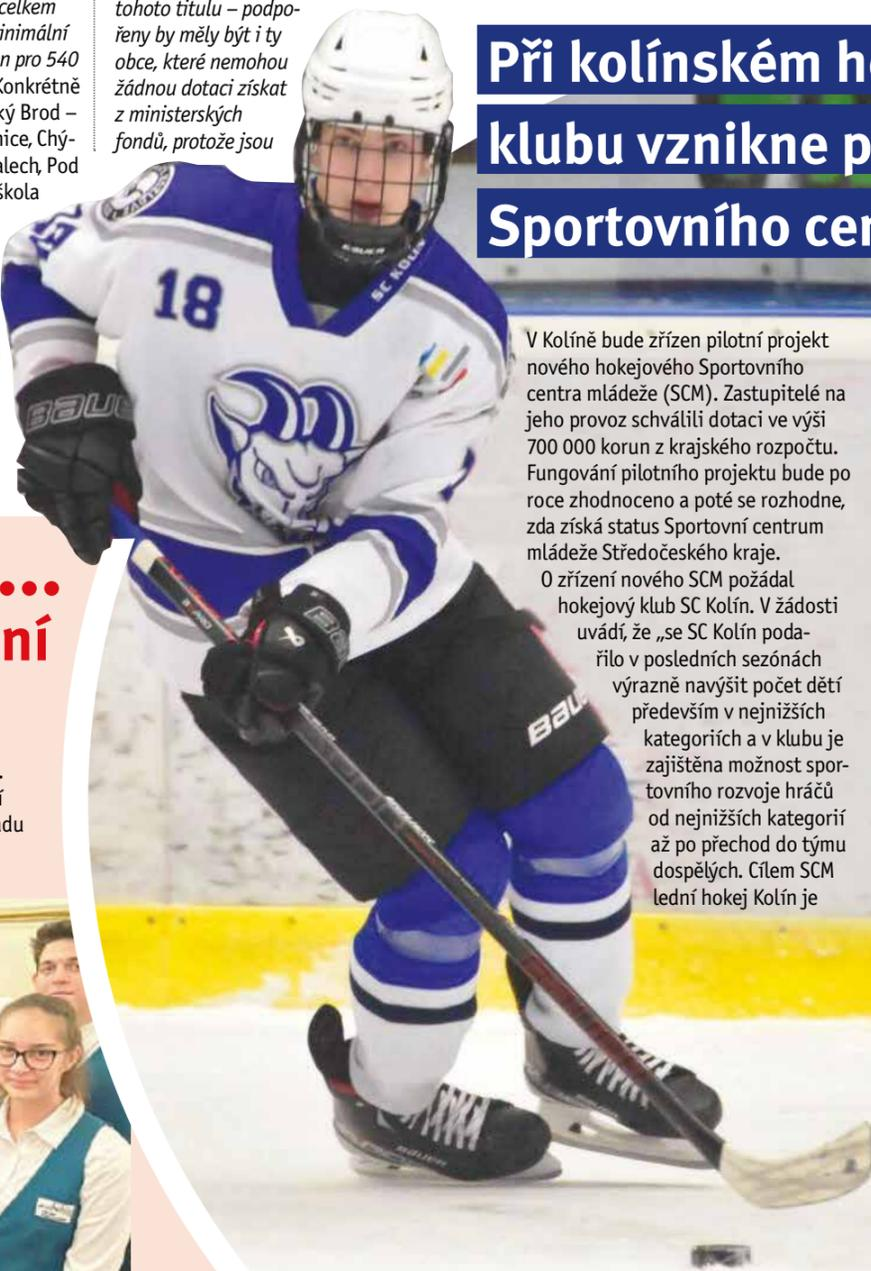 celkem
inimální
n pro 540
Konkrétně
ký Brod –
nice, Chý-
alech, Pod
škola
tohoto titulu – podpo-
řeny by měly být i ty
obce, které nemohou
žádnou dotaci získat
z ministerských
fondů, protože jsou
Při kolínském h
klubu vznikne p
Sportovního cen
V Kolíně bude zřízen pilotní projekt
nového hokejového Sportovního
centra mládeže (SCM). Zastupitelé na
jeho provoz schválili dotaci ve výši
700 000 korun z krajského rozpočtu.
Fungování pilotního projektu bude po
roce zhodnoceno a poté se rozhodne,
zda získá status Sportovní centrum
mládeže Středočeského kraje.
O zřízení nového SCM požádal
hokejový klub SC Kolín. V žádosti
uvádí, že „se SC Kolín poda-
řilo v posledních sezónách
výrazně navýšit počet dětí
především v nejnižších
kategoriích a v klubu je
zajištěna možnost spor-
tovního rozvoje hráčů
od nejnižších kategorií
až po přechod do týmu
dospělých. Cílem SCM
lední hokej Kolín je
ní
.
í
adu
18
SC KOLÍN
BAUER
BAUE
BAU
BAUER